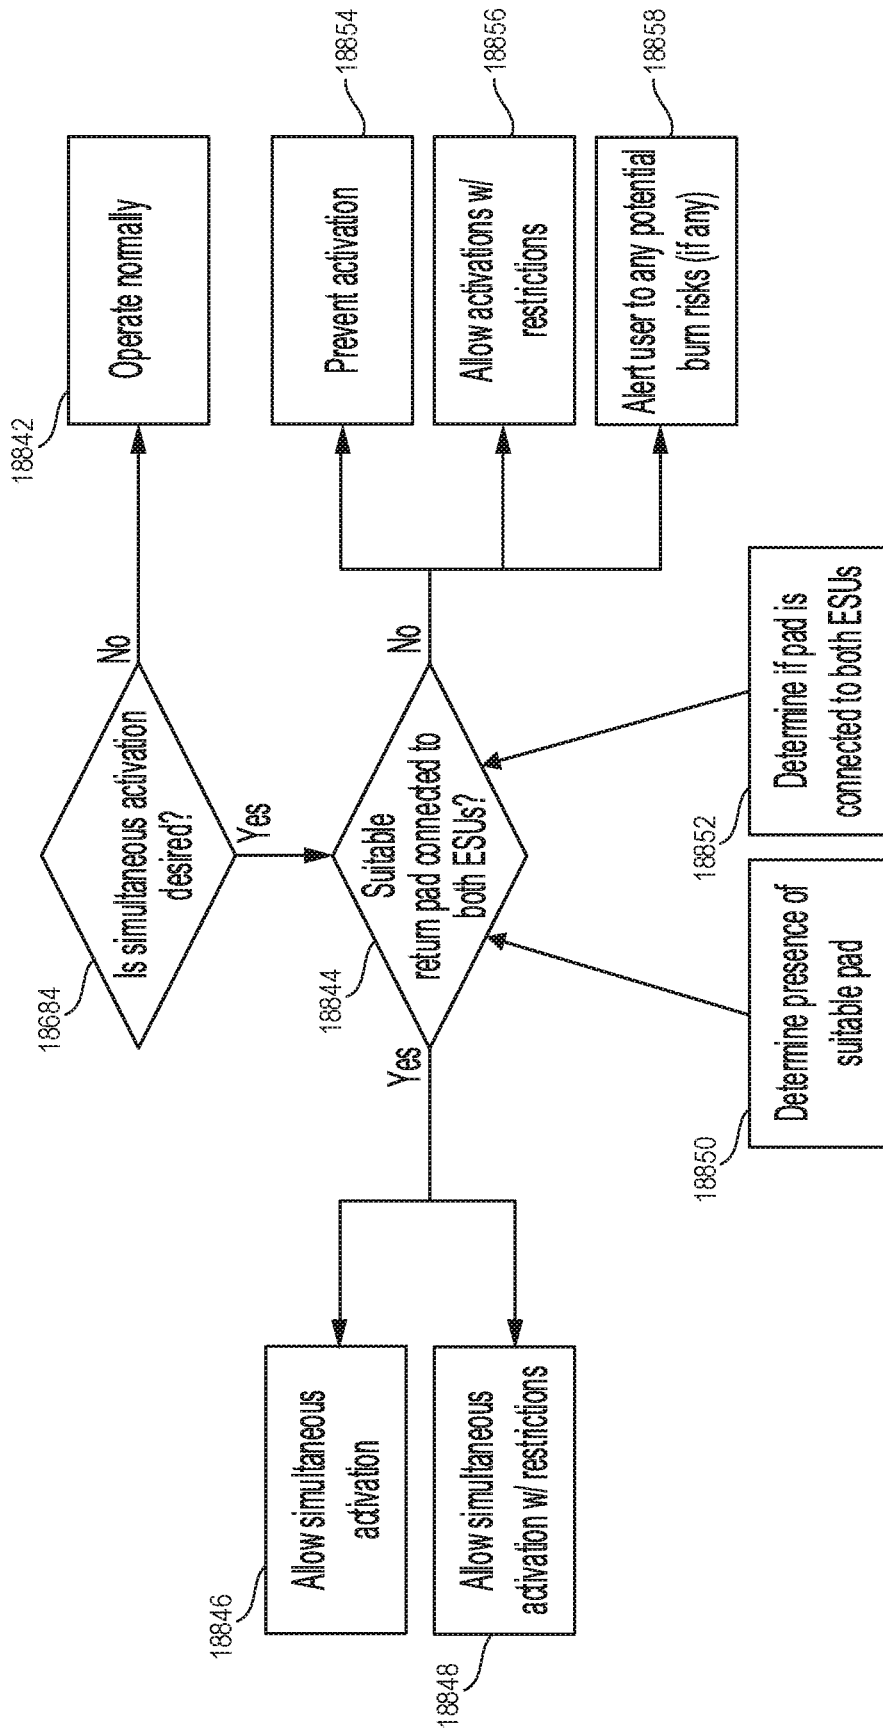 18684
Is simultaneous activation
desired?
No
Yes
18842
Operate normally
18844
Suitable
return pad connected to
both ESUs?
Yes
No
18846
Allow simultaneous
activation
18848
Allow simultaneous
activation w/ restrictions
18854
Prevent activation
18856
Allow activations w/
restrictions
18858
Alert user to any potential
burn risks (if any)
18850
Determine presence of
suitable pad
18852
Determine if pad is
connected to both ESUs